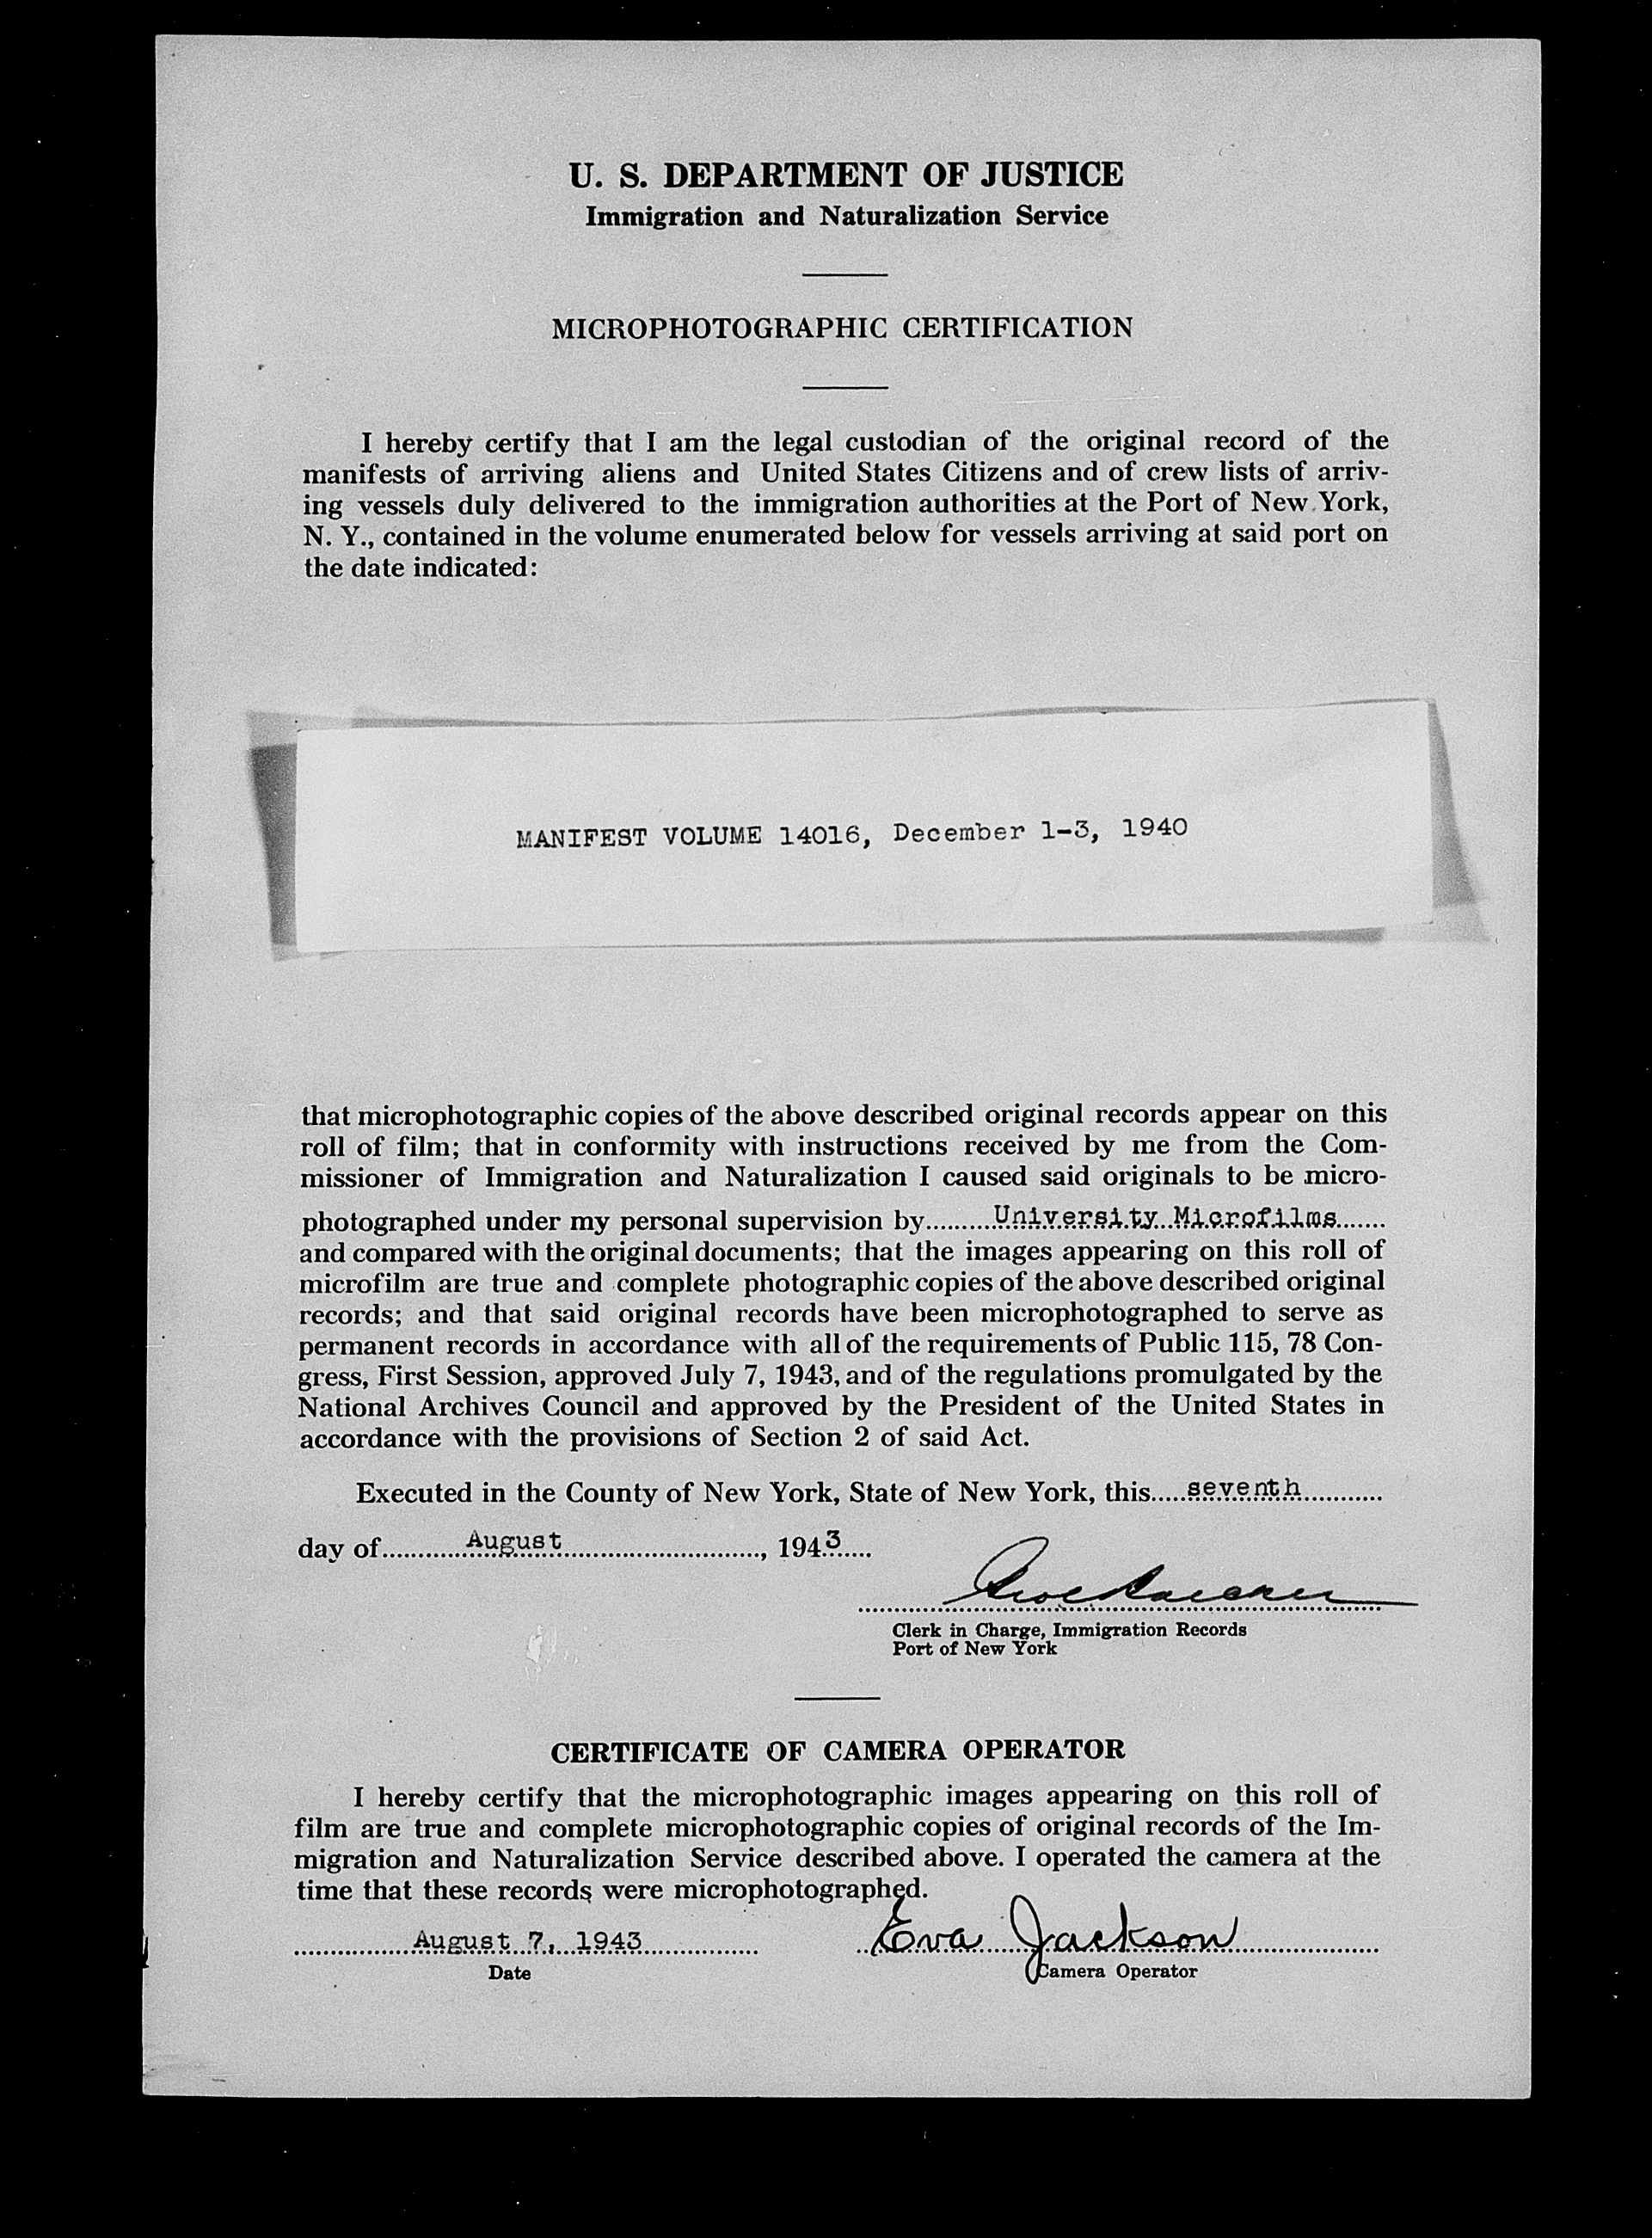 U. S. DEPARTMENT OF JUSTICE
Immigration and Naturalization Service
MICROPHOTOGRAPHIC CERTIFICATION
I hereby certify that I am the legal custodian of the original record of the
manifests of arriving aliens and United States Citizens and of crew lists of arriv-
ing vessels duly delivered to the immigration authorities at the Port of New York,
N. Y., contained in the volume enumerated below for vessels arriving at said port on
the date indicated:
MANIFEST VOLUME 14016, December 1-3, 1940
that microphotographic copies of the above described original records appear on this
roll of film; that in conformity with instructions received by me from the Com-
missioner of Immigration and Naturalization I caused said originals to be micro-
photographed under my personal supervision by University Microfilms
and compared with the original documents; that the images appearing on this roll of
microfilm are true and complete photographic copies of the above described original
records; and that said original records have been microphotographed to serve as
permanent records in accordance with all of the requirements of Public 115, 78 Con-
gress, First Session, approved July 7, 1943, and of the regulations promulgated by the
National Archives Council and approved by the President of the United States in
accordance with the provisions of Section 2 of said Act.
Executed in the County of New York, State of New York, this seventh
day of August, 1943
Clerk in Charge, Immigration Records
Port of New York
CERTIFICATE OF CAMERA OPERATOR
I hereby certify that the microphotographic images appearing on this roll of
film are true and complete microphotographic copies of original records of the Im-
migration and Naturalization Service described above. I operated the camera at the
time that these records were microphotographed.
August 7, 1943 Eva Jackson
Date Camera Operator